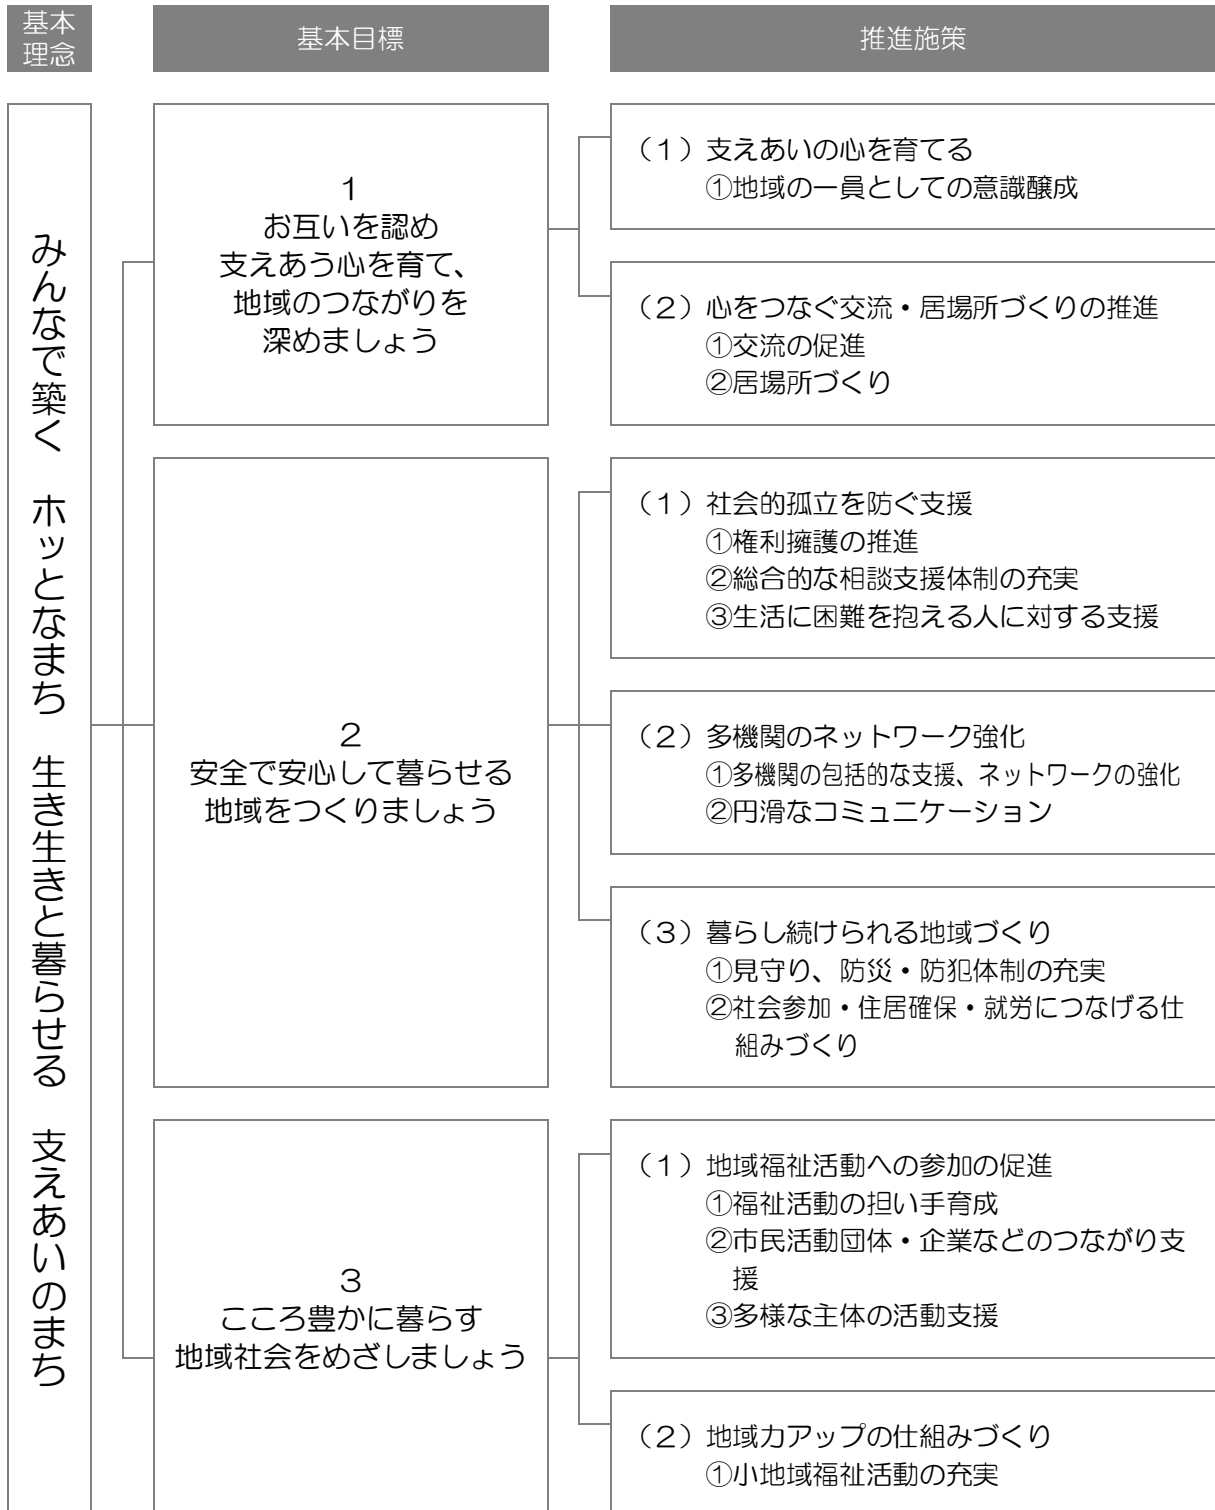 基本
理念
基本目標
推進施策
みんなで築く　ホッとなまち　生き生きと暮らせる　支えあいのまち
1
お互いを認め
支えあう心を育て、
地域のつながりを
深めましょう
（1）支えあいの心を育てる
①地域の一員としての意識醸成
（2）心をつなぐ交流・居場所づくりの推進
①交流の促進
②居場所づくり
2
安全で安心して暮らせる
地域をつくりましょう
（1）社会的孤立を防ぐ支援
①権利擁護の推進
②総合的な相談支援体制の充実
③生活に困難を抱える人に対する支援
（2）多機関のネットワーク強化
①多機関の包括的な支援、ネットワークの強化
②円滑なコミュニケーション
（3）暮らし続けられる地域づくり
①見守り、防災・防犯体制の充実
②社会参加・住居確保・就労につなげる仕
組みづくり
3
こころ豊かに暮らす
地域社会をめざしましょう
（1）地域福祉活動への参加の促進
①福祉活動の担い手育成
②市民活動団体・企業などのつながり支
援
③多様な主体の活動支援
（2）地域力アップの仕組みづくり
①小地域福祉活動の充実